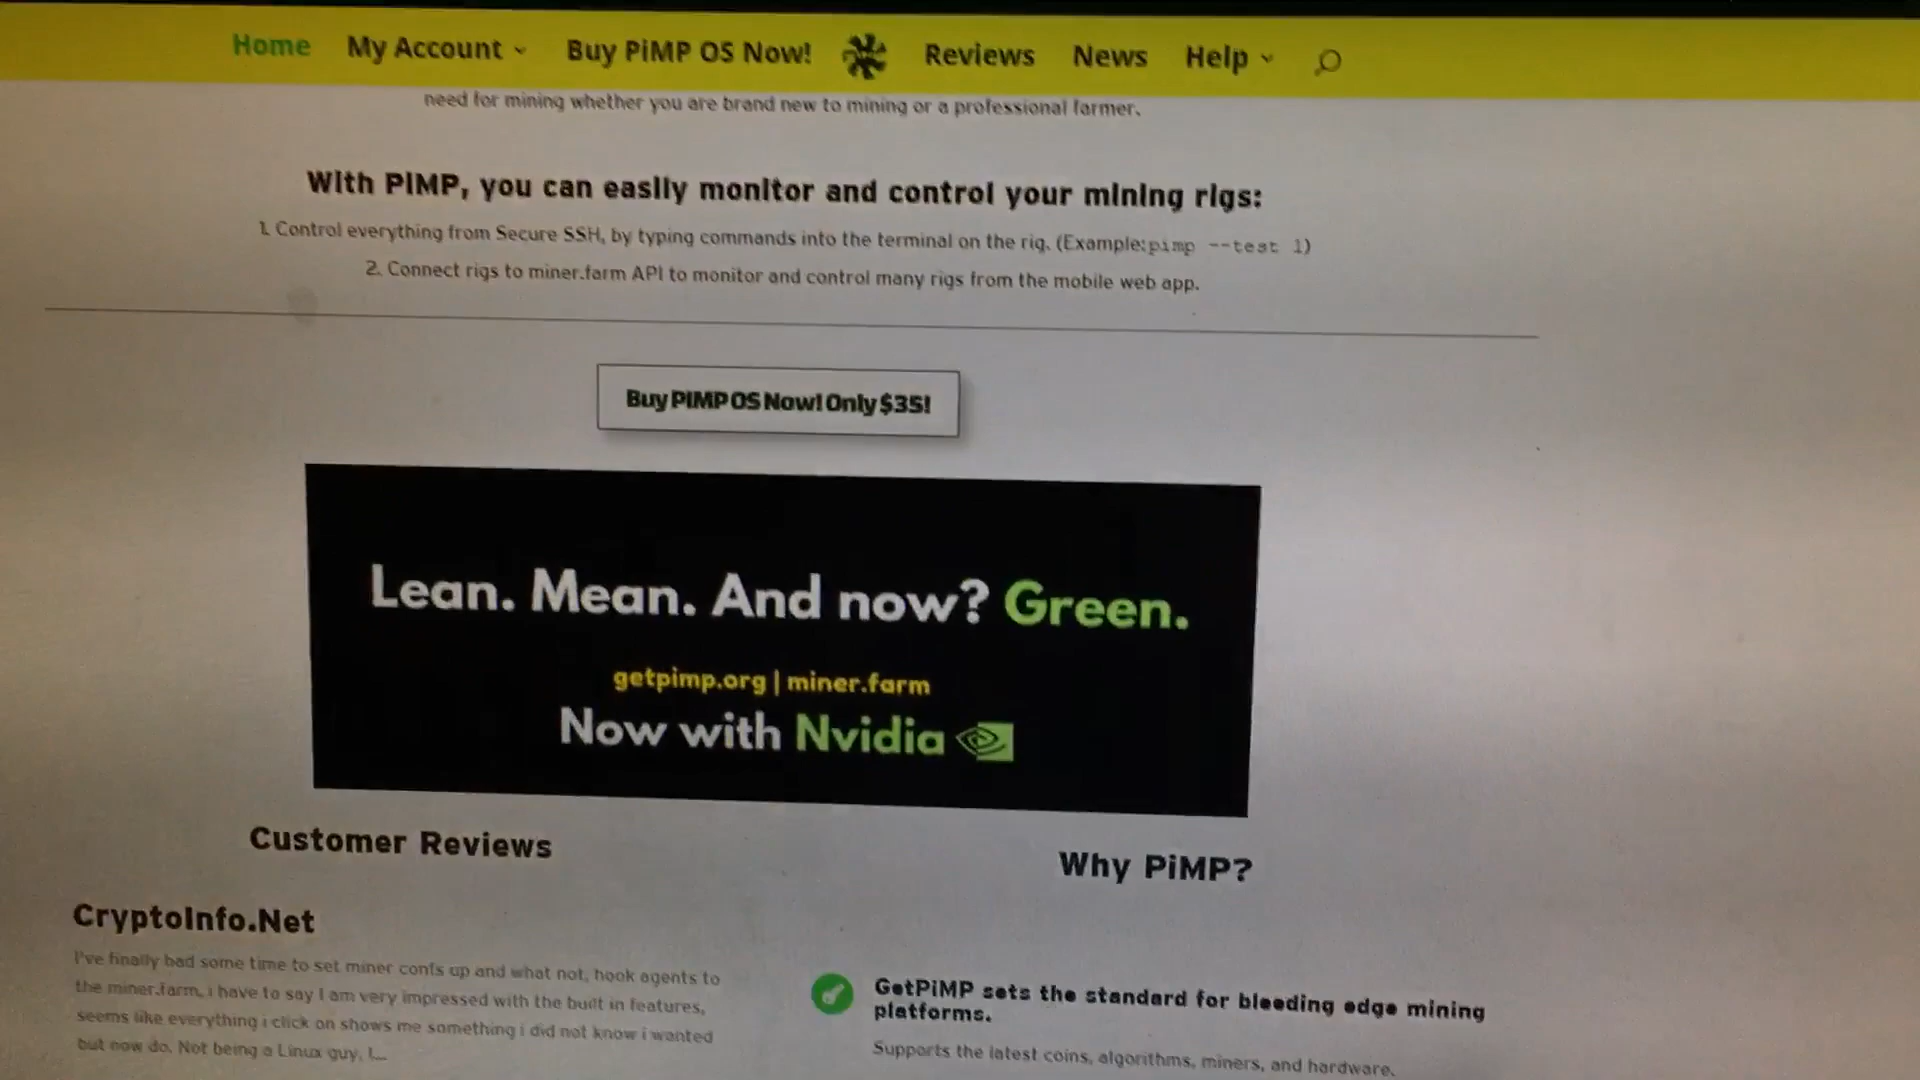 Home My Account Buy PiMP OS Now! Reviews News Help
need for mining whether you are brand new to mining or a professional farmer.
With PiMP, you can easily monitor and control your mining rigs:
1. Control everything from Secure SSH, by typing commands into the terminal on the rig. (Example:pimp --test 1)
2. Connect rigs to miner.farm API to monitor and control many rigs from the mobile web app.
Buy PiMP OS Now! Only $35!
Lean. Mean. And now? Green.
getpimp.org | miner.farm
Now with Nvidia
Customer Reviews
Why PiMP?
CryptoInfo.Net
I've finally had some time to set miner confs up and what not, hook agents to
the miner.farm, i have to say I am very impressed with the built in features,
seems like everything i click on shows me something i did not know i wanted
but now do. Not being a Linux guy, I...
GetPiMP sets the standard for bleeding edge mining
platforms.
Supports the latest coins, algorithms, miners, and hardware.